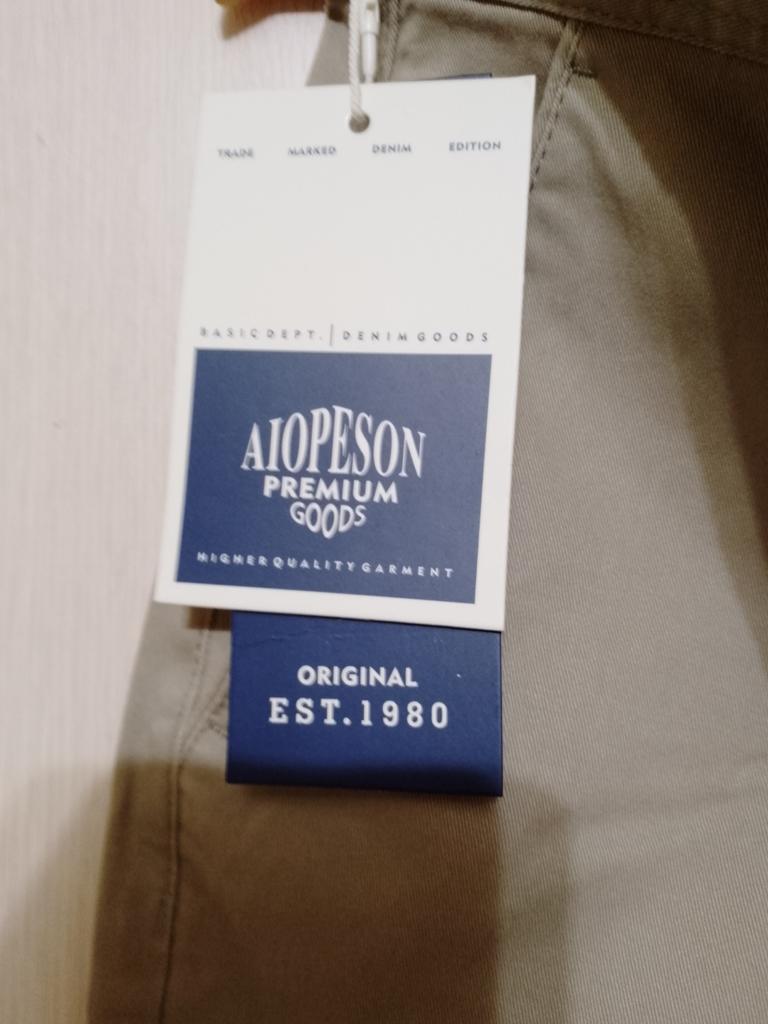 TRADE MARKED DENIM EDITION
BASIC DEPT. | DENIM GOODS
AIOPESON
PREMIUM
GOODS
HIGHER QUALITY GARMENT
ORIGINAL
EST. 1980